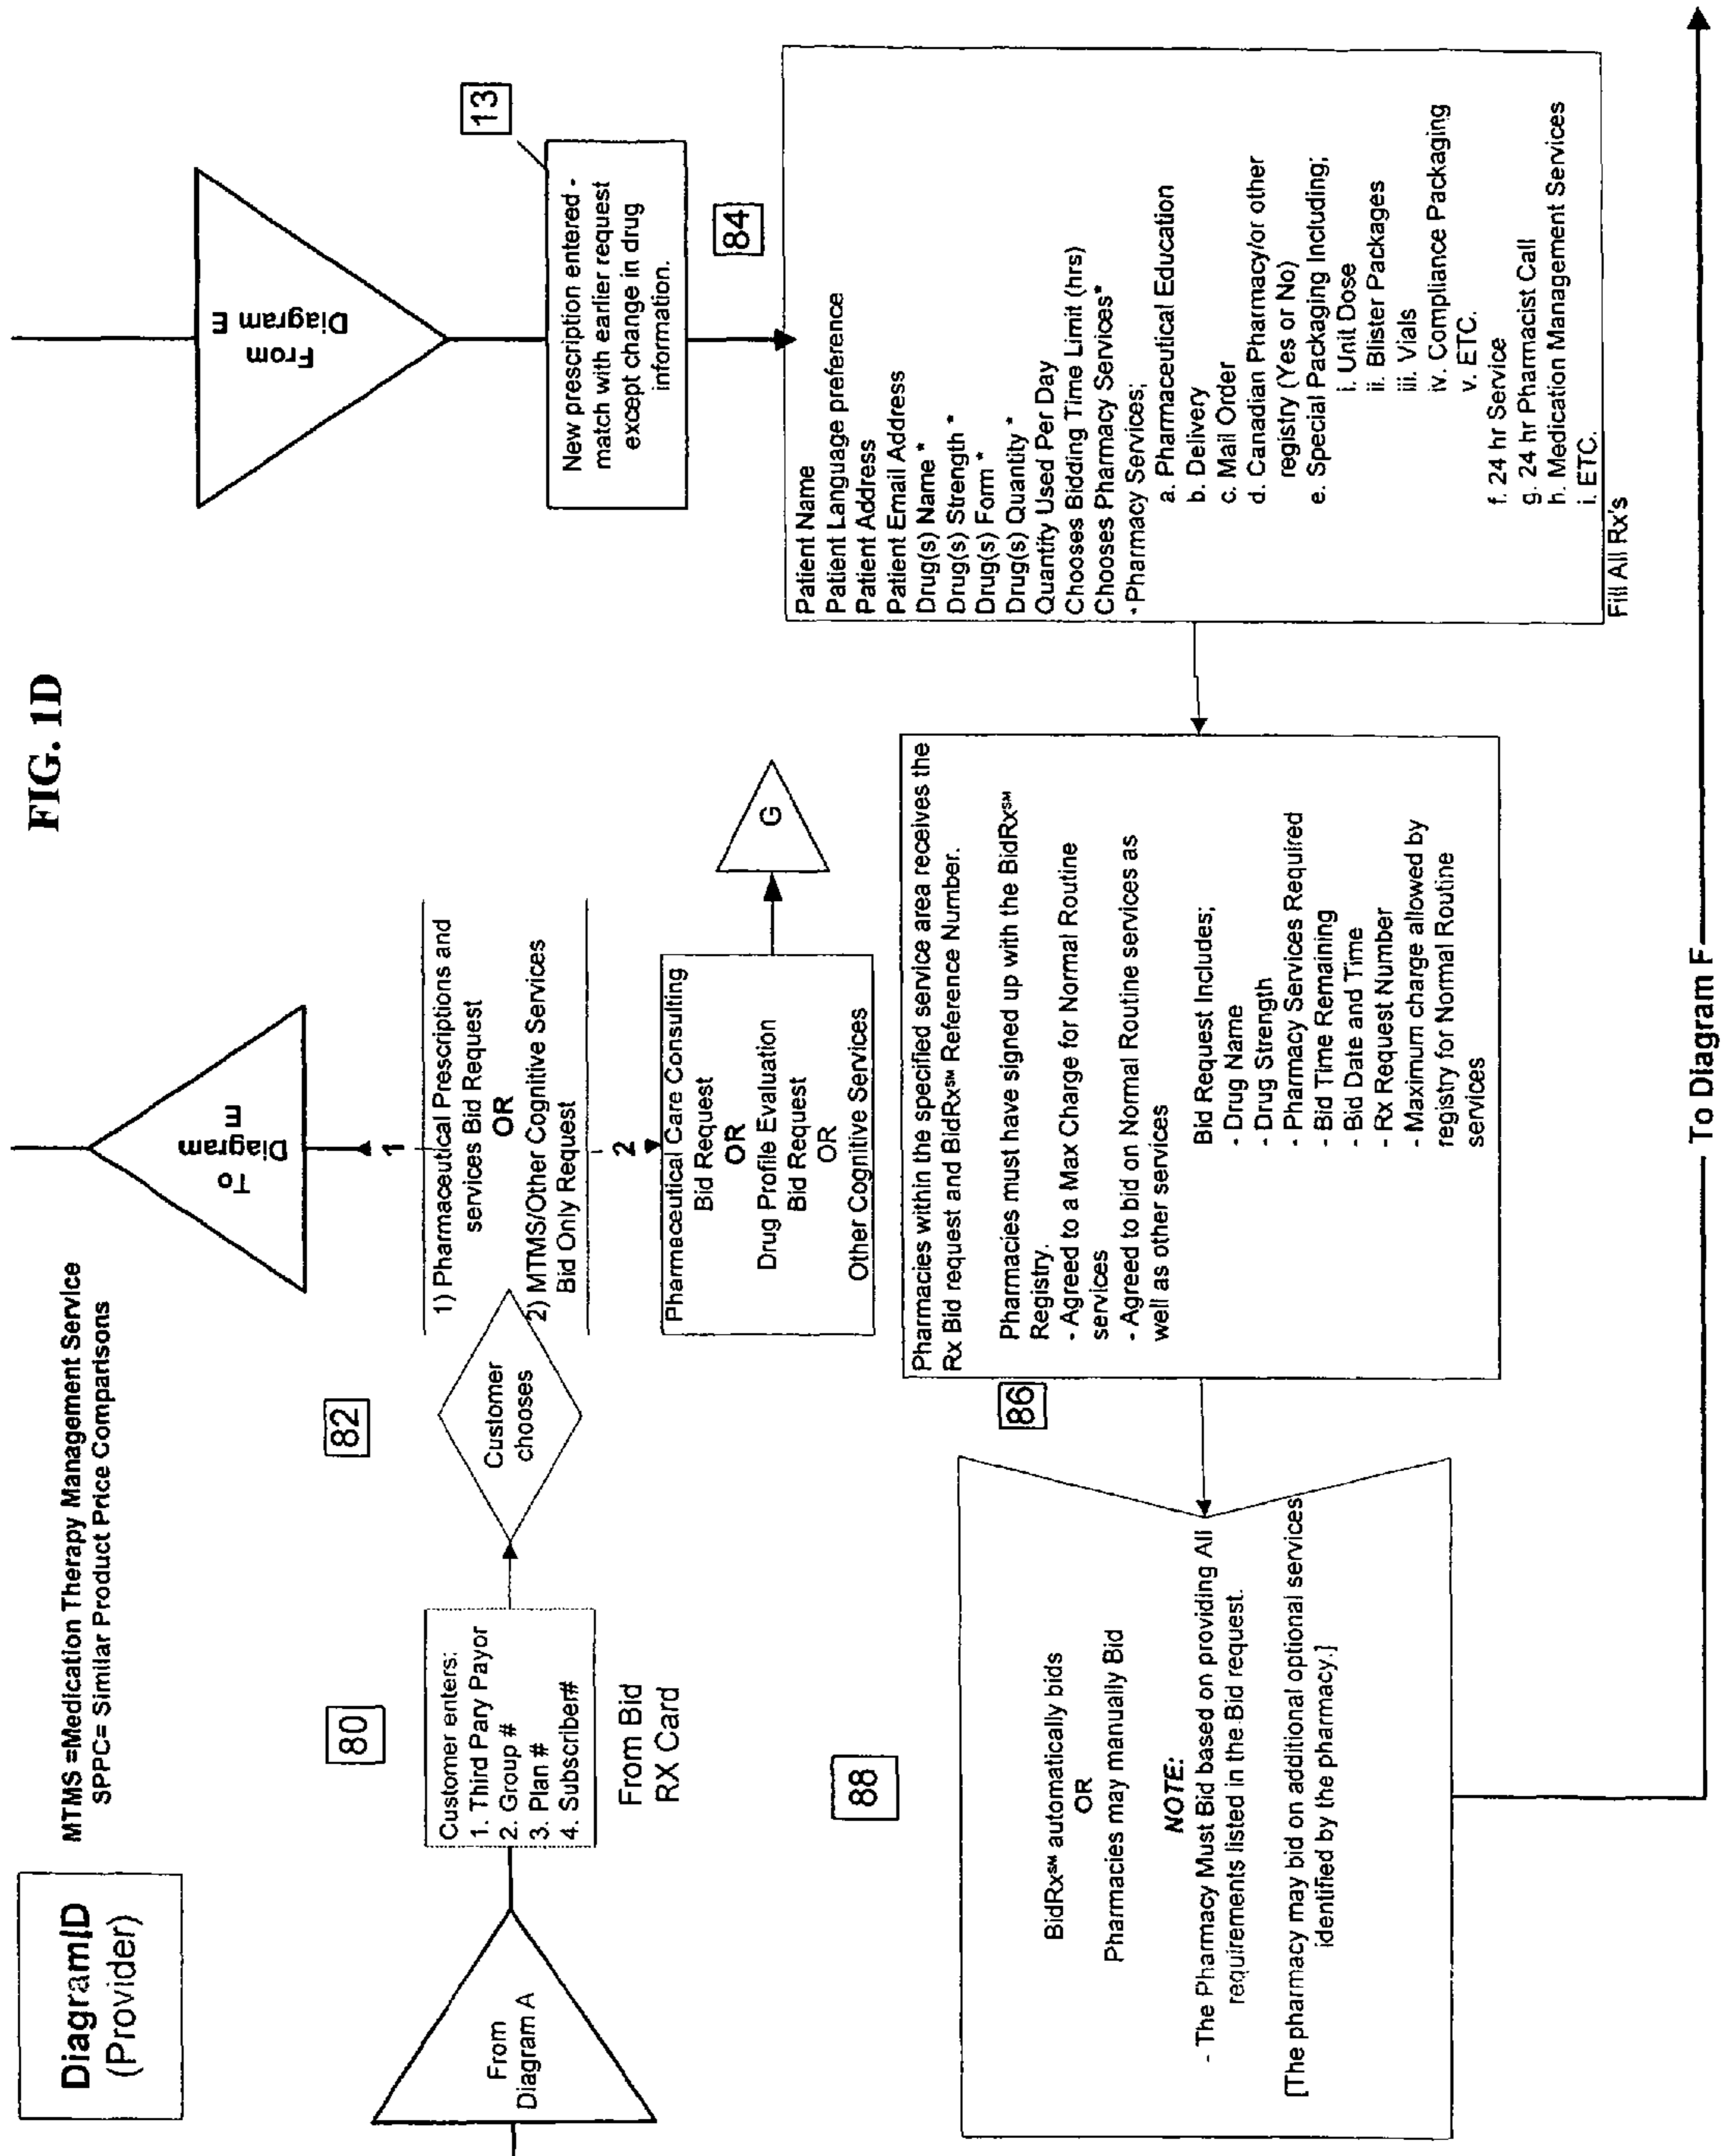 FIG. 1D
Diagram D
(Provider)
MTMS =Medication Therapy Management Service
SPPC= Similar Product Price Comparisons
From
Diagram A
80
Customer enters:
1. Third Pary Payor
2. Group #
3. Plan #
4. Subscriber#
From Bid
RX Card
82
Customer
chooses
To
Diagram
E
1
1) Pharmaceutical Prescriptions and
services Bid Request
OR
2) MTMS/Other Cognitive Services
Bid Only Request
2
Pharmaceutical Care Consulting
Bid Request
OR
Drug Profile Evaluation
Bid Request
OR
Other Cognitive Services
G
From
Diagram E
13
New prescription entered -
match with earlier request
except change in drug
information.
84
Patient Name
Patient Language preference
Patient Address
Patient Email Address
Drug(s) Name *
Drug(s) Strength *
Drug(s) Form *
Drug(s) Quantity *
Quantity Used Per Day
Chooses Bidding Time Limit (hrs)
Chooses Pharmacy Services*
*Pharmacy Services;
a. Pharmaceutical Education
b. Delivery
c. Mail Order
d. Canadian Pharmacy/or other
registry (Yes or No)
e. Special Packaging Including;
i. Unit Dose
ii. Blister Packages
iii. Vials
iv. Compliance Packaging
v. ETC.
f. 24 hr Service
g. 24 hr Pharmacist Call
h. Medication Management Services
i. ETC.
Fill All Rx's
86
Pharmacies within the specified service area receives the
Rx Bid request and BidRx℠ Reference Number.
Pharmacies must have signed up with the BidRx℠
Registry.
- Agreed to a Max Charge for Normal Routine
services
- Agreed to bid on Normal Routine services as
well as other services
Bid Request Includes;
- Drug Name
- Drug Strength
- Pharmacy Services Required
- Bid Time Remaining
- Bid Date and Time
- Rx Request Number
- Maximum charge allowed by
registry for Normal Routine
services
88
BidRx℠ automatically bids
OR
Pharmacies may manually Bid
NOTE:
- The Pharmacy Must Bid based on providing All
requirements listed in the Bid request.
[The pharmacy may bid on additional optional services
identified by the pharmacy.]
To Diagram F